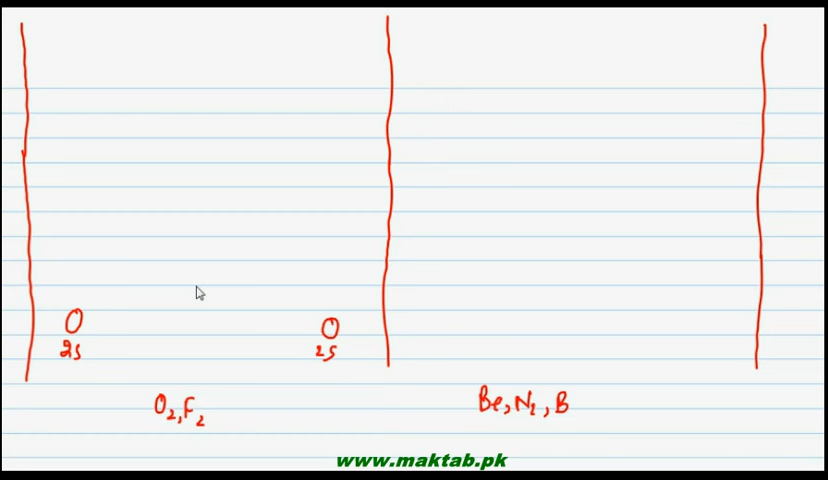 O O
2s 2s
O₂, F₂ Be, N₂, B
www.maktab.pk